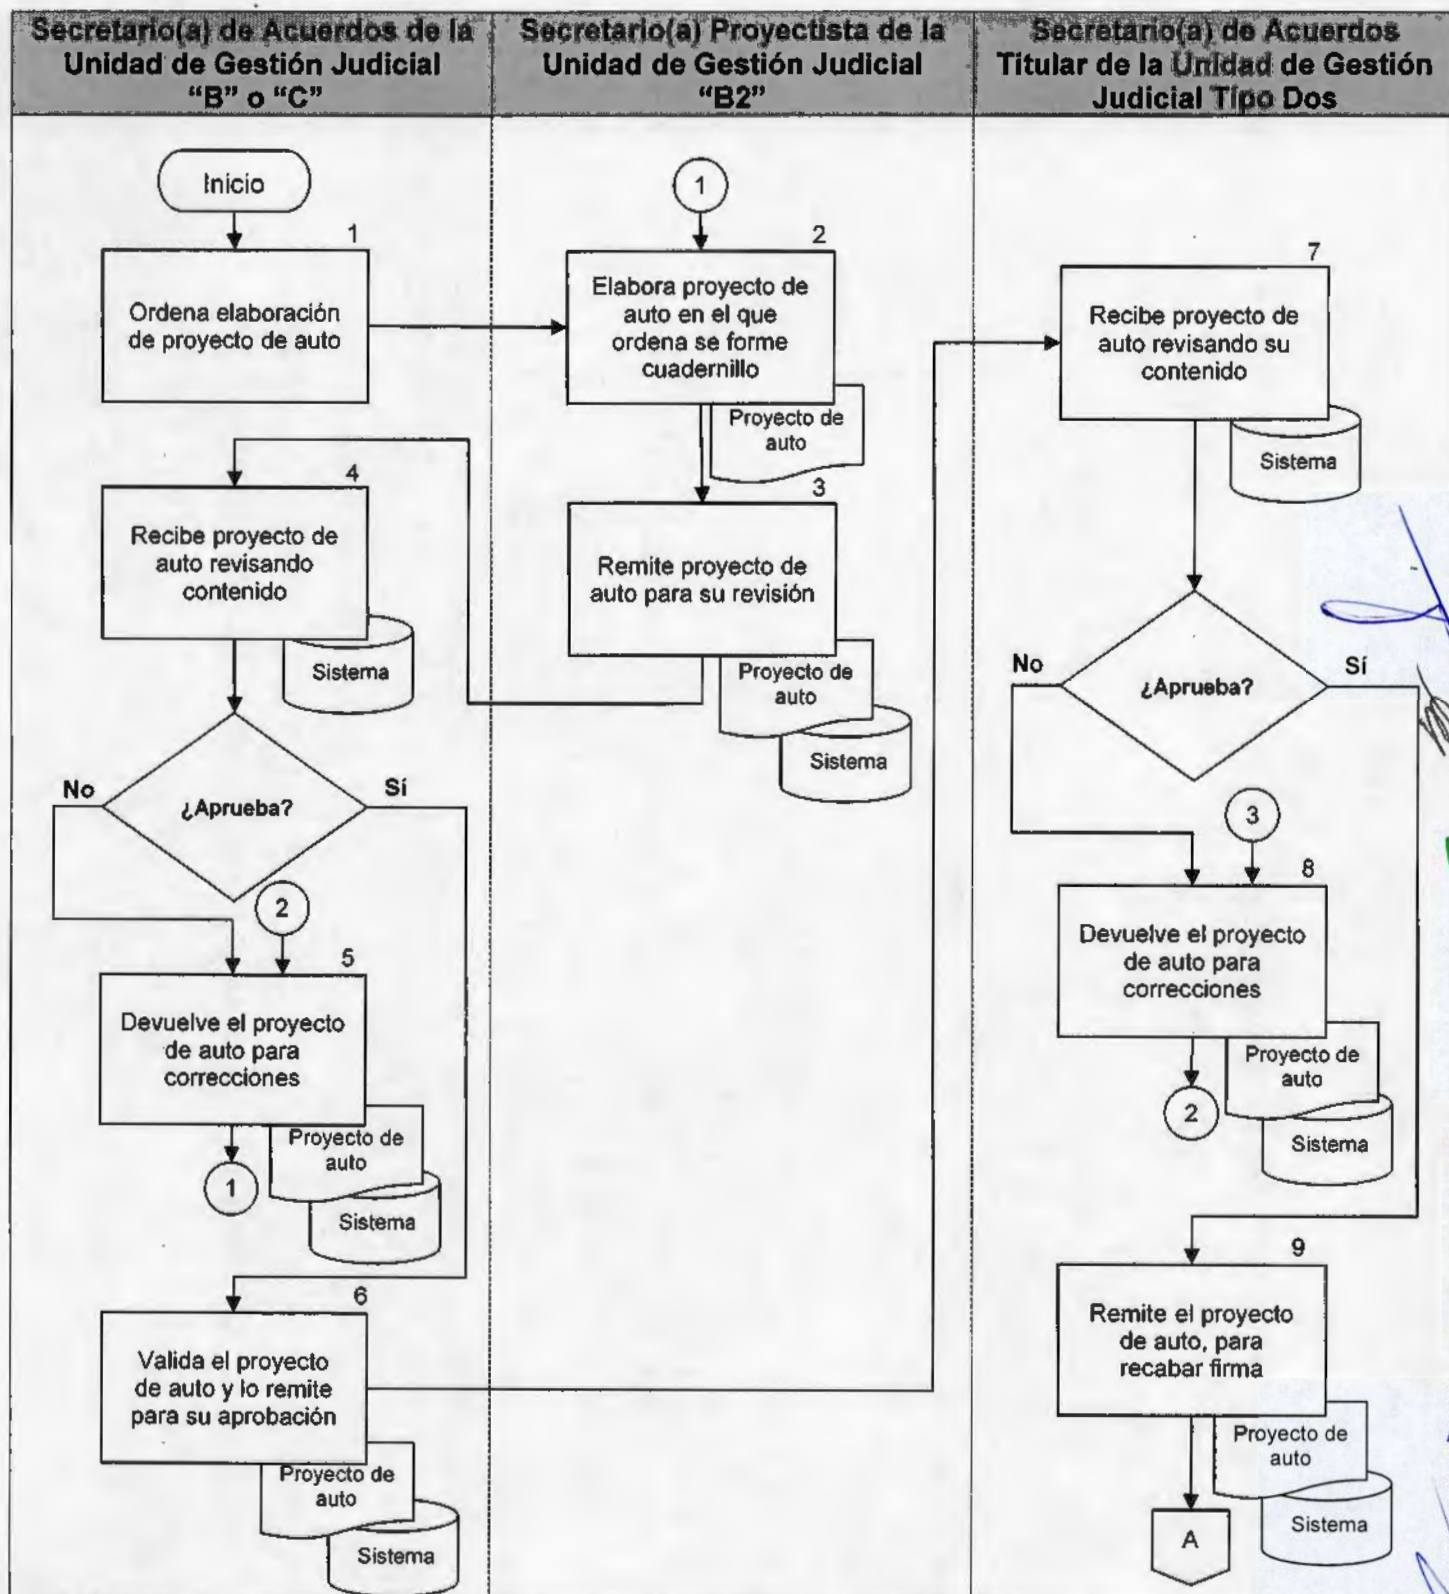 Secretario(a) de Acuerdos de la
Unidad de Gestión Judicial
“B” o “C”
Secretario(a) Proyectista de la
Unidad de Gestión Judicial
“B2”
Secretario(a) de Acuerdos
Titular de la Unidad de Gestión
Judicial Tipo Dos
Inicio
1
Ordena elaboración
de proyecto de auto
1
2
Elabora proyecto de
auto en el que
ordena se forme
cuadernillo
Proyecto de
auto
3
Remite proyecto de
auto para su revisión
Proyecto de
auto
Sistema
4
Recibe proyecto de
auto revisando
contenido
Sistema
No
¿Aprueba?
Sí
2
5
Devuelve el proyecto
de auto para
correcciones
Proyecto de
auto
Sistema
1
6
Valida el proyecto
de auto y lo remite
para su aprobación
Proyecto de
auto
Sistema
7
Recibe proyecto de
auto revisando su
contenido
Sistema
No
¿Aprueba?
Sí
3
8
Devuelve el proyecto
de auto para
correcciones
Proyecto de
auto
Sistema
2
9
Remite el proyecto
de auto, para
recabar firma
Proyecto de
auto
Sistema
A